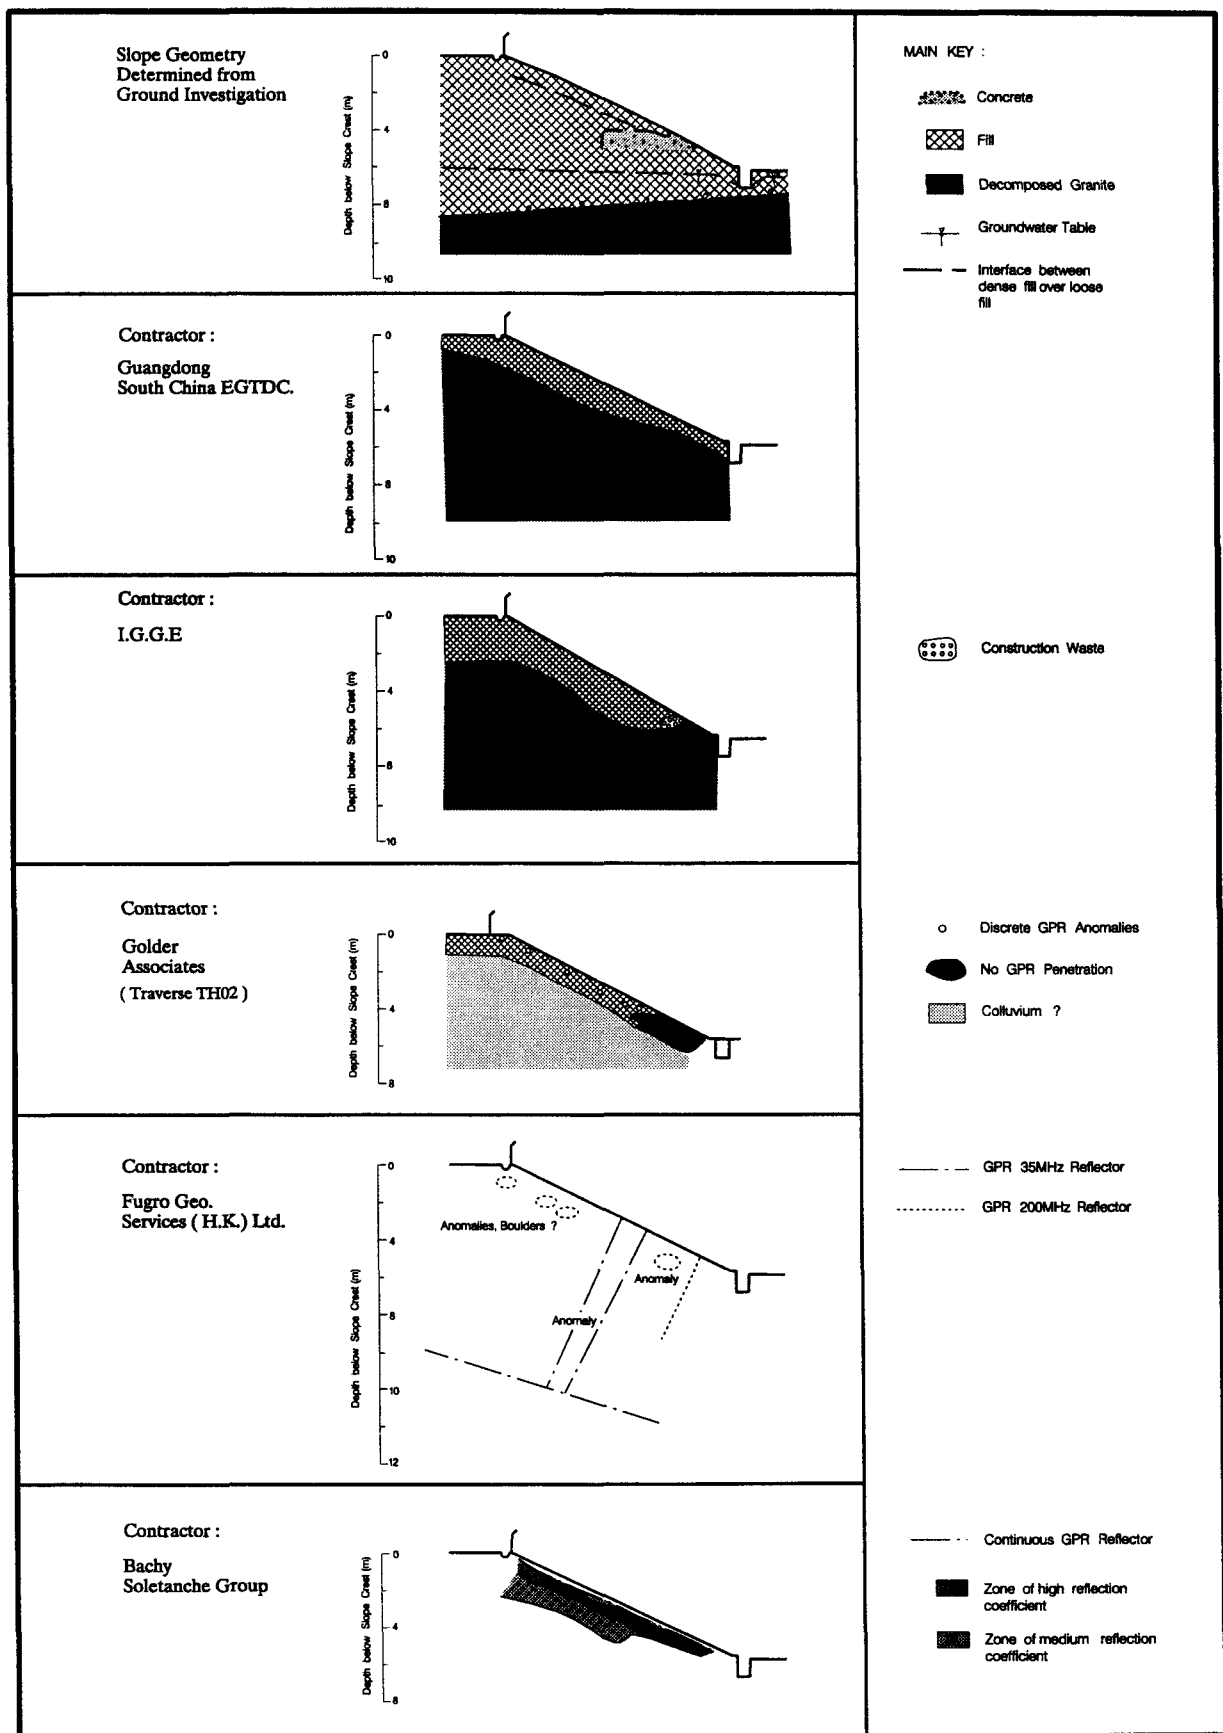 Slope Geometry
Determined from
Ground Investigation
Depth below Slope Crest (m)
0
4
8
10
MAIN KEY :
Concrete
Fill
Decomposed Granite
Groundwater Table
Interface between
dense fill over loose
fill
Contractor :
Guangdong
South China EGTDC.
Depth below Slope Crest (m)
0
4
8
10
Contractor :
I.G.G.E
Depth below Slope Crest (m)
0
4
8
10
Construction Waste
Contractor :
Golder
Associates
( Traverse TH02 )
Depth below Slope Crest (m)
0
4
8
Discrete GPR Anomalies
No GPR Penetration
Colluvium ?
Contractor :
Fugro Geo.
Services ( H.K.) Ltd.
Depth below Slope Crest (m)
0
4
8
10
12
Anomalies, Boulders ?
Anomaly
Anomaly
GPR 35MHz Reflector
GPR 200MHz Reflector
Contractor :
Bachy
Soletanche Group
Depth below Slope Crest (m)
0
4
8
Continuous GPR Reflector
Zone of high reflection
coefficient
Zone of medium reflection
coefficient